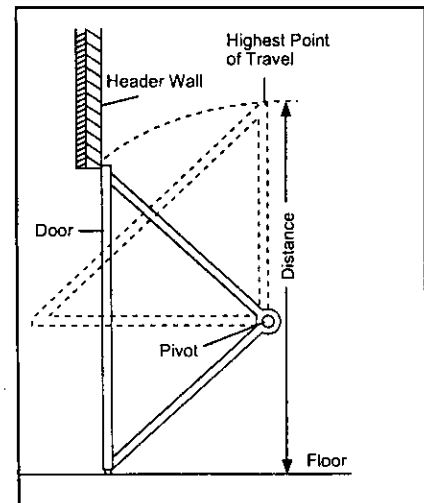 Highest Point
of Travel
Header Wall
Door
Distance
Pivot
Floor